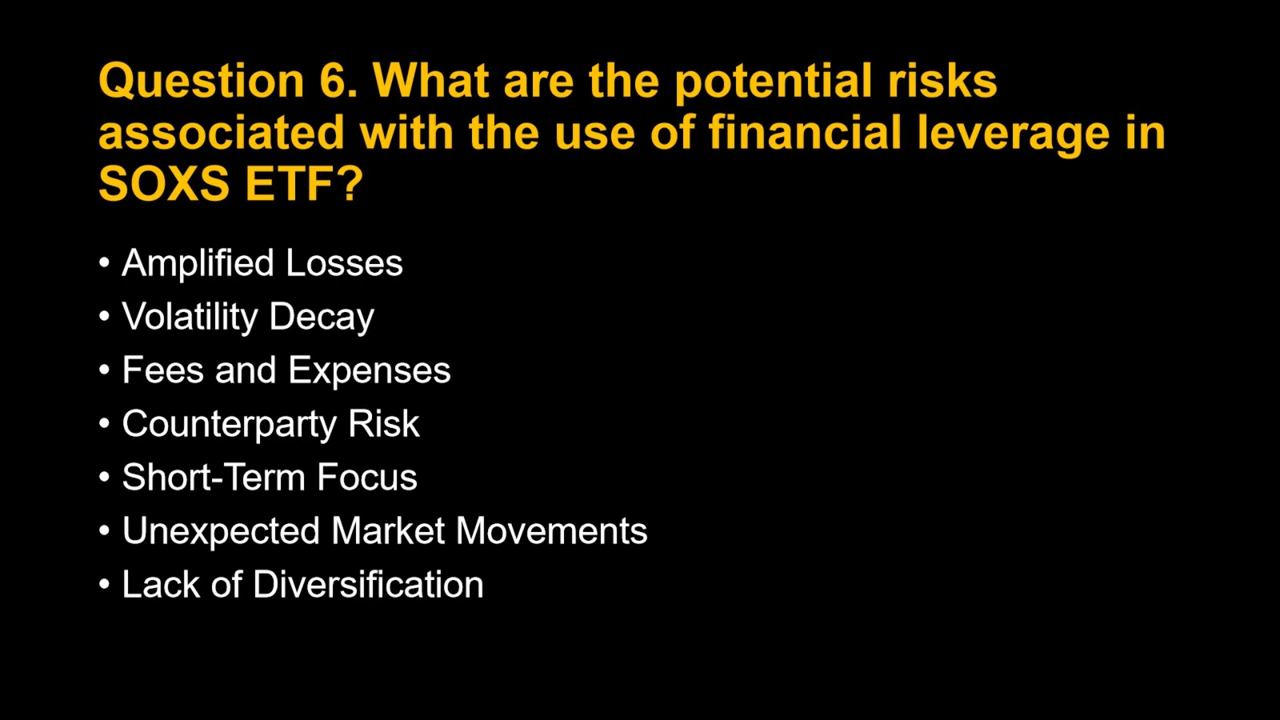 Question 6. What are the potential risks
associated with the use of financial leverage in
SOXS ETF?
• Amplified Losses
• Volatility Decay
• Fees and Expenses
• Counterparty Risk
• Short-Term Focus
• Unexpected Market Movements
• Lack of Diversification